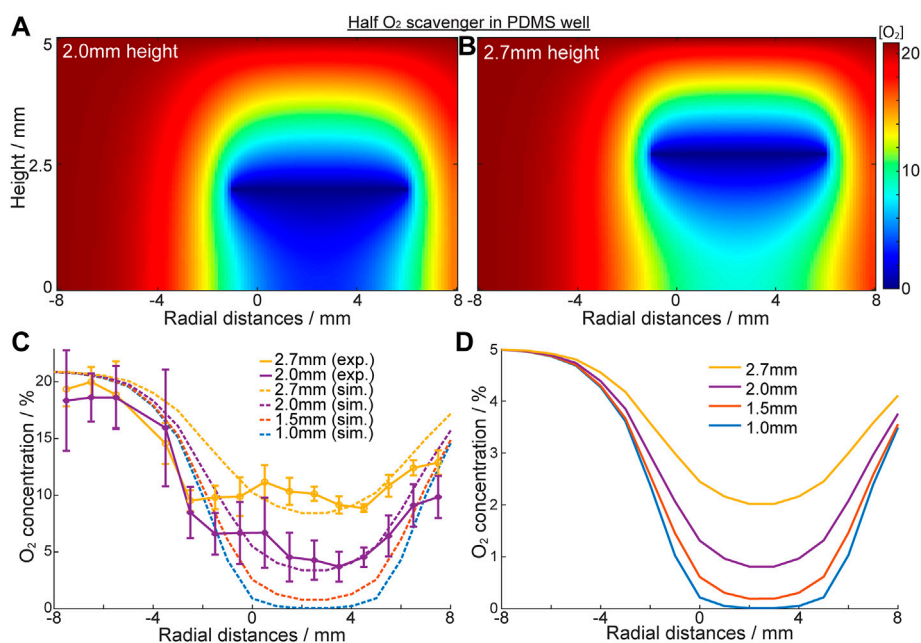 Half O₂ scavenger in PDMS well
A
2.0mm height
B
2.7mm height
[O₂]
5
2.5
0
Height / mm
-8
-4
0
4
8
Radial distances / mm
-8
-4
0
4
8
Radial distances / mm
20
10
0
C
2.7mm (exp.)
2.0mm (exp.)
2.7mm (sim.)
2.0mm (sim.)
1.5mm (sim.)
1.0mm (sim.)
20
15
10
5
0
O₂ concentration / %
-8
-4
0
4
8
Radial distances / mm
D
2.7mm
2.0mm
1.5mm
1.0mm
5
4
3
2
1
0
O₂ concentration / %
-8
-4
0
4
8
Radial distances / mm